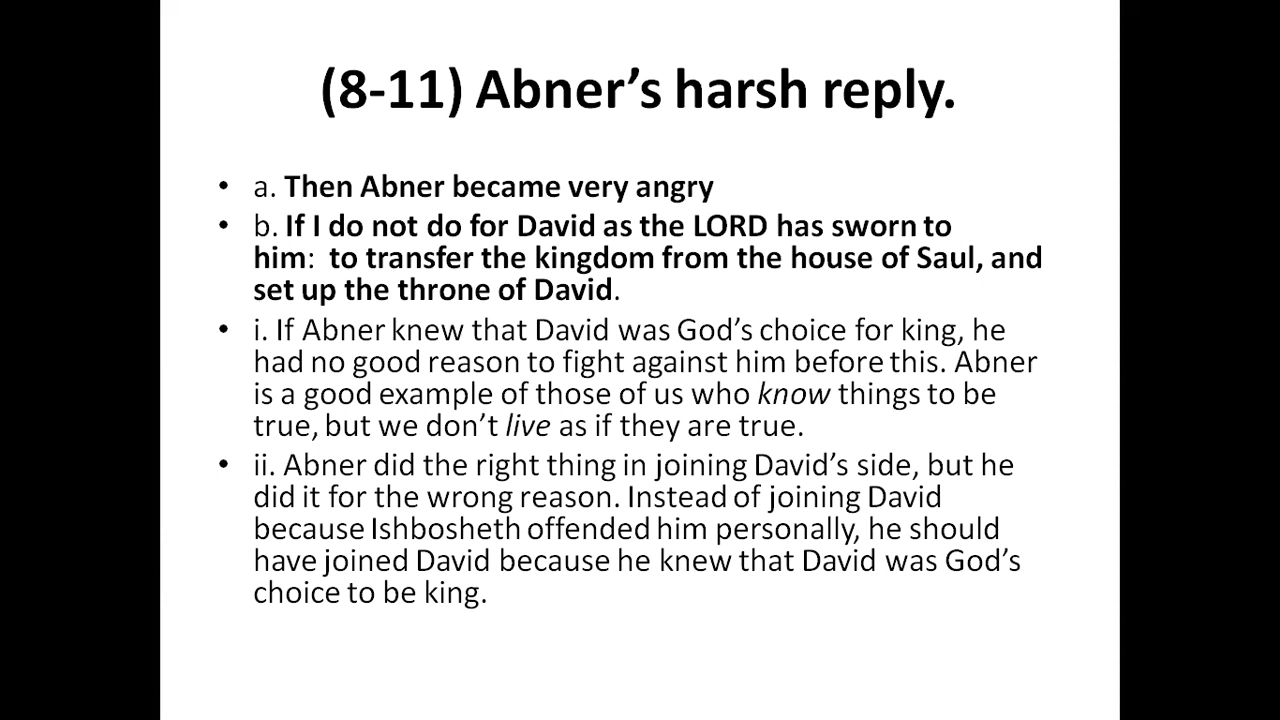 (8-11) Abner’s harsh reply.
• a. Then Abner became very angry
• b. If I do not do for David as the LORD has sworn to
him:  to transfer the kingdom from the house of Saul, and
set up the throne of David.
• i. If Abner knew that David was God’s choice for king, he
had no good reason to fight against him before this. Abner
is a good example of those of us who know things to be
true, but we don’t live as if they are true.
• ii. Abner did the right thing in joining David’s side, but he
did it for the wrong reason. Instead of joining David
because Ishbosheth offended him personally, he should
have joined David because he knew that David was God’s
choice to be king.